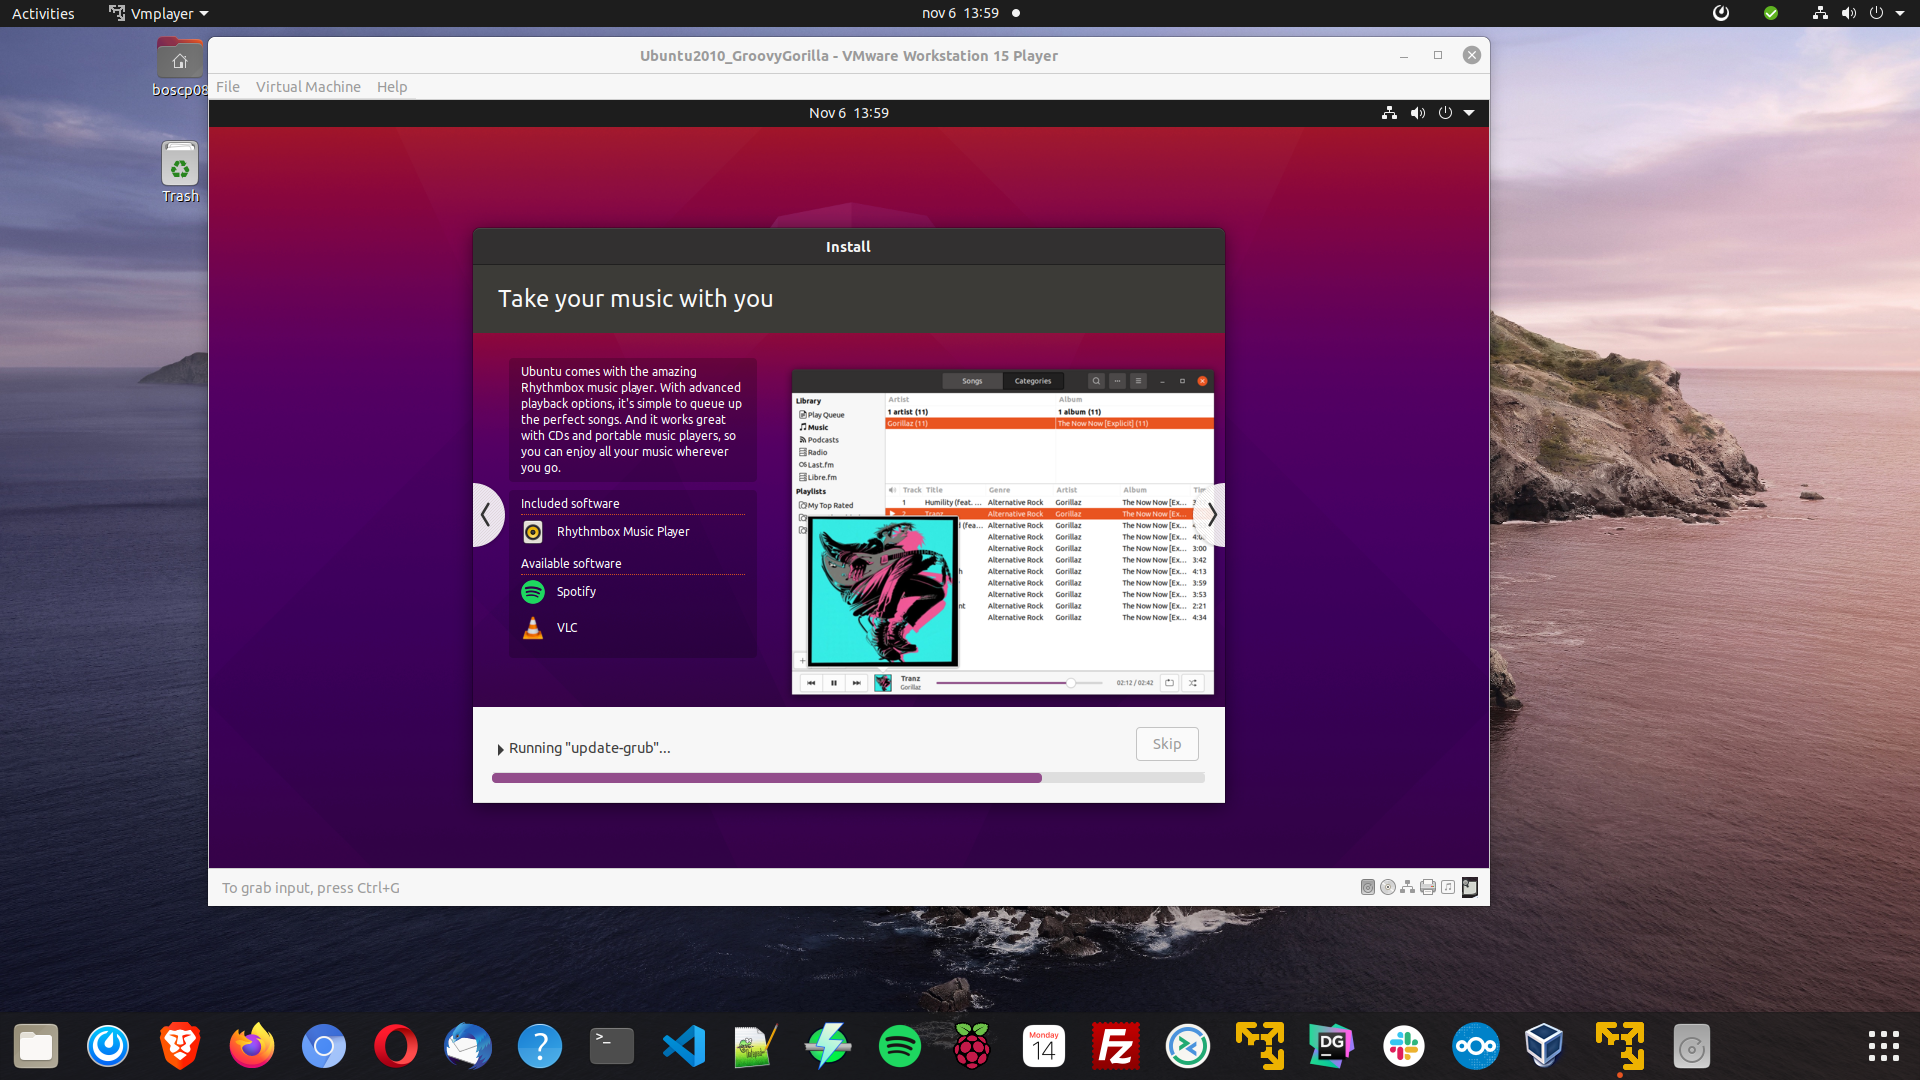 Activities
Vmplayer
nov 6 13:59
boscp08
Trash
Ubuntu2010_GroovyGorilla - VMware Workstation 15 Player
File Virtual Machine Help
Nov 6 13:59
Install
Take your music with you
Ubuntu comes with the amazing
Rhythmbox music player. With advanced
playback options, it's simple to queue up
the perfect songs. And it works great
with CDs and portable music players, so
you can enjoy all your music wherever
you go.
Included software
Rhythmbox Music Player
Available software
Spotify
VLC
Songs Categories
Library
Play Queue
Music
Podcasts
Radio
Last.fm
Libre.fm
Playlists
My Top Rated
Artist Album
1 artist (11) 1 album (11)
Gorillaz (11) The Now Now [Explicit] (11)
Track Title Genre Artist Album
1 Humility (feat. ... Alternative Rock Gorillaz The Now Now [Ex...
2 Tranz Alternative Rock Gorillaz The Now Now [Ex...
Alternative Rock Gorillaz The Now Now [Ex...
Alternative Rock Gorillaz The Now Now [Ex...
Alternative Rock Gorillaz The Now Now [Ex... 3:00
Alternative Rock Gorillaz The Now Now [Ex... 3:42
Alternative Rock Gorillaz The Now Now [Ex... 4:13
Alternative Rock Gorillaz The Now Now [Ex... 3:59
Alternative Rock Gorillaz The Now Now [Ex... 3:53
Alternative Rock Gorillaz The Now Now [Ex... 2:21
Alternative Rock Gorillaz The Now Now [Ex... 4:34
Tranz
Gorillaz
02:12 / 02:42
Running "update-grub"...
Skip
To grab input, press Ctrl+G
Monday
14
Fz
DG